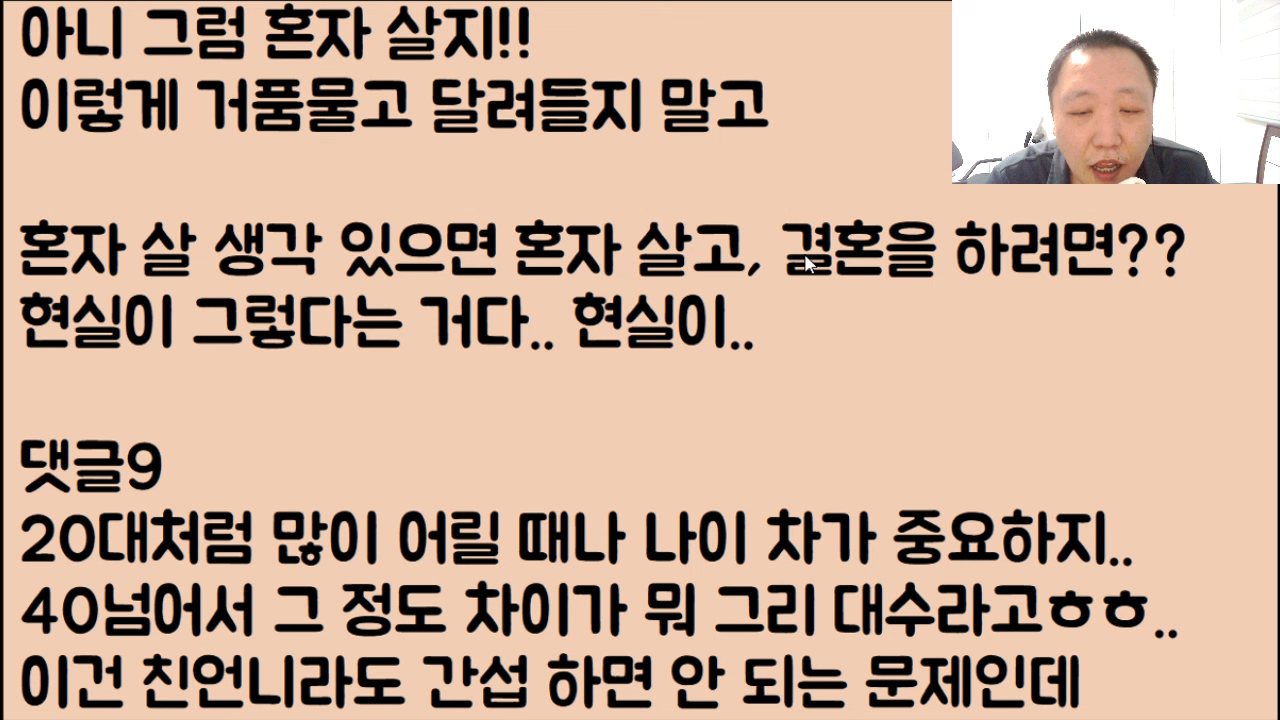 아니 그럼 혼자 살지!!
이렇게 거품물고 달려들지 말고
혼자 살 생각 있으면 혼자 살고, 결혼을 하려면??
현실이 그렇다는 거다.. 현실이..
댓글9
20대처럼 많이 어릴 때나 나이 차가 중요하지..
40넘어서 그 정도 차이가 뭐 그리 대수라고ㅎㅎ..
이건 친언니라도 간섭 하면 안 되는 문제인데